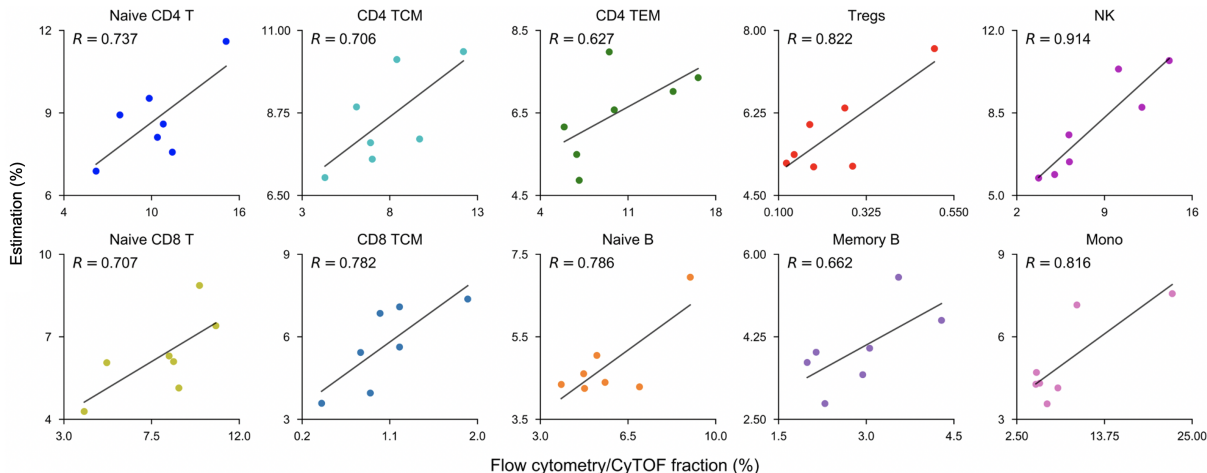 Naive CD4 T
CD4 TCM
CD4 TEM
Tregs
NK
12
R = 0.737
9
6
4
10
16
11.00
R = 0.706
8.75
6.50
3
8
13
8.5
R = 0.627
6.5
4.5
4
11
18
8.00
R = 0.822
6.25
4.50
0.100
0.325
0.550
12.0
R = 0.914
8.5
5.0
2
9
16
Estimation (%)
Naive CD8 T
CD8 TCM
Naive B
Memory B
Mono
10
R = 0.707
7
4
3.0
7.5
12.0
9
R = 0.782
6
3
0.2
1.1
2.0
7.5
R = 0.786
5.5
3.5
3.0
6.5
10.0
6.00
R = 0.662
4.25
2.50
1.5
3.0
4.5
9
R = 0.816
6
3
2.50
13.75
25.00
Flow cytometry/CyTOF fraction (%)